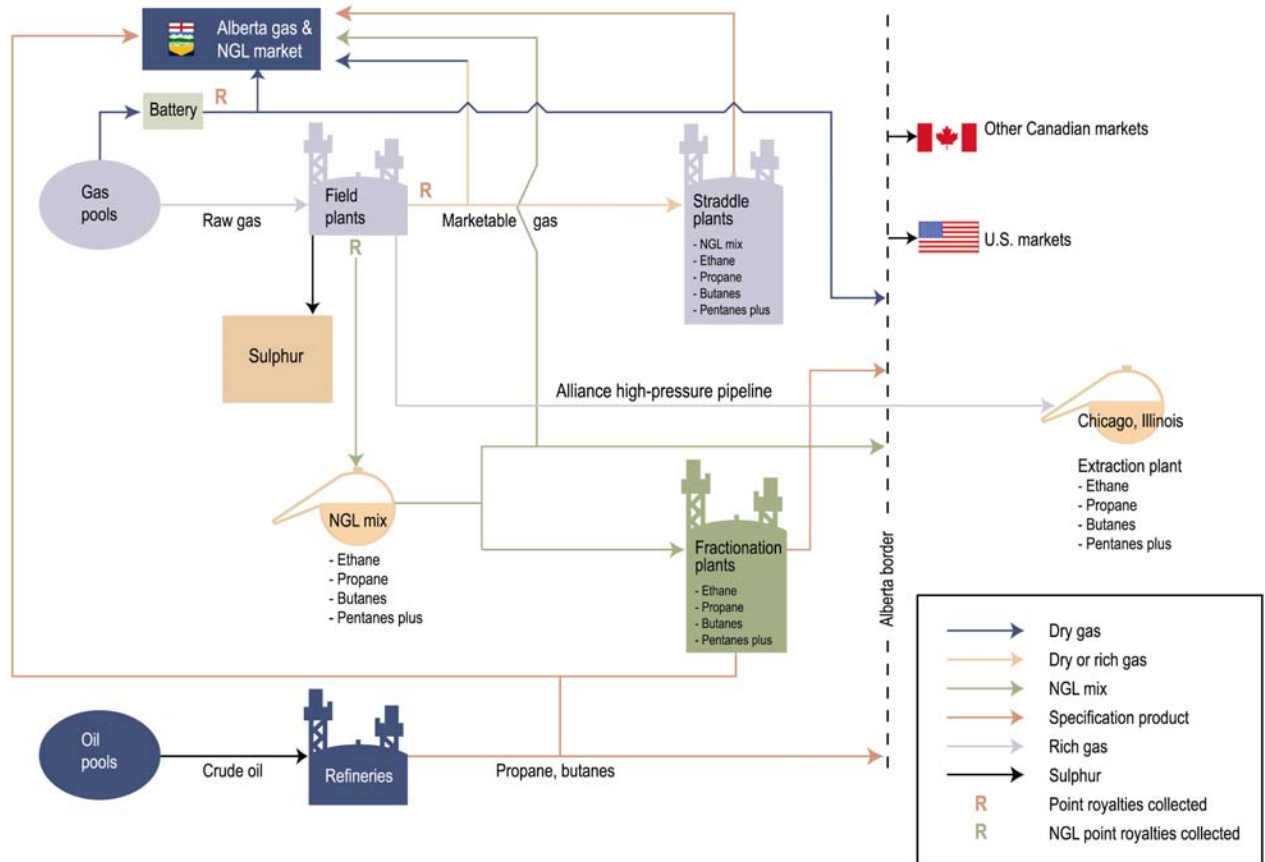 Alberta gas &
NGL market
Battery
R
Gas
pools
Raw gas
Field
plants
R
Marketable gas
Straddle
plants
- NGL mix
- Ethane
- Propane
- Butanes
- Pentanes plus
R
Sulphur
Other Canadian markets
U.S. markets
Alliance high-pressure pipeline
Chicago, Illinois
Extraction plant
- Ethane
- Propane
- Butanes
- Pentanes plus
NGL mix
- Ethane
- Propane
- Butanes
- Pentanes plus
Fractionation
plants
- Ethane
- Propane
- Butanes
- Pentanes plus
Alberta border
Oil
pools
Crude oil
Refineries
Propane, butanes
Dry gas
Dry or rich gas
NGL mix
Specification product
Rich gas
Sulphur
R Point royalties collected
R NGL point royalties collected